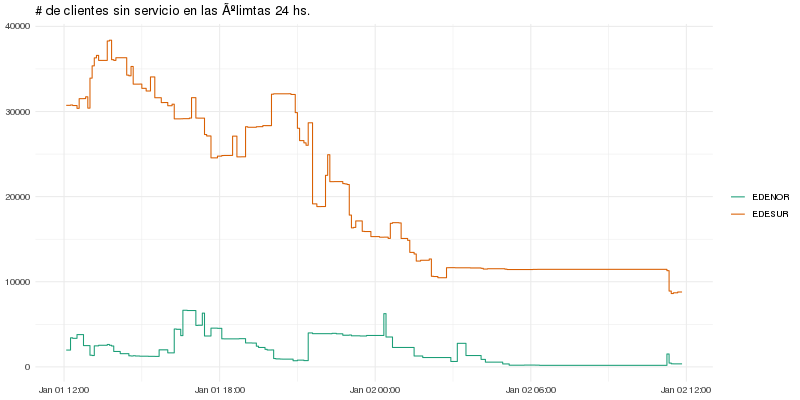 # de clientes sin servicio en las Ãºlimtas 24 hs.
40000
30000
20000
10000
0
Jan 01 12:00
Jan 01 18:00
Jan 02 00:00
Jan 02 06:00
Jan 02 12:00
EDENOR
EDESUR